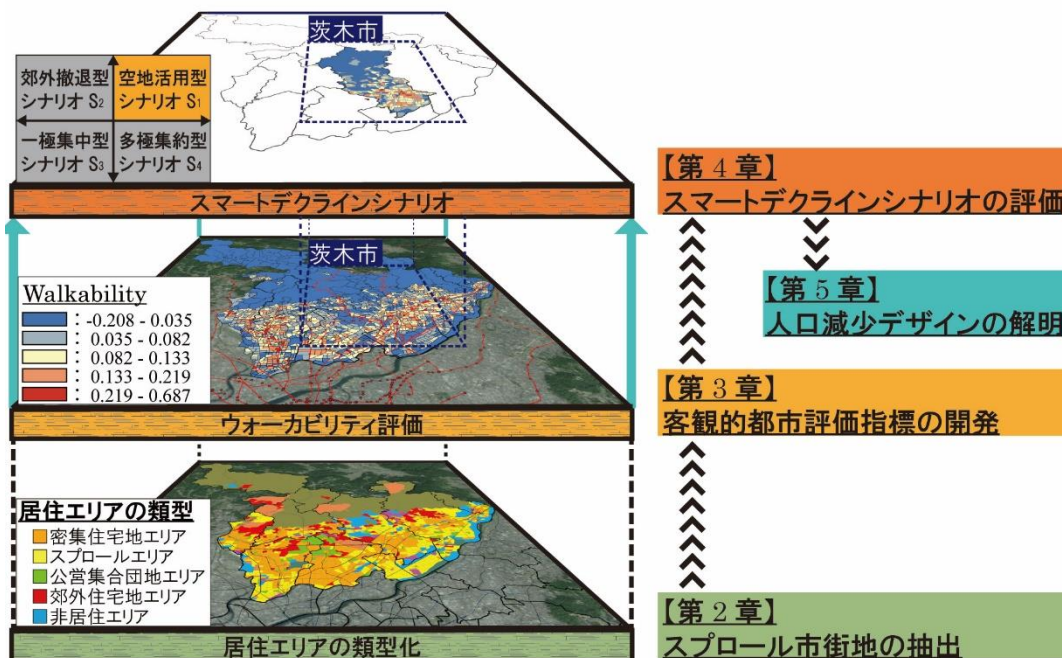 茨木市
郊外撤退型
シナリオ S₂
空地活用型
シナリオ S₁
一極集中型
シナリオ S₃
多極集約型
シナリオ S₄
スマートデクラインシナリオ
茨木市
Walkability
: -0.208 - 0.035
: 0.035 - 0.082
: 0.082 - 0.133
: 0.133 - 0.219
: 0.219 - 0.687
ウォーカビリティ評価
居住エリアの類型
密集住宅地エリア
スプロールエリア
公営集合団地エリア
郊外住宅地エリア
非居住エリア
居住エリアの類型化
【第 4 章】
スマートデクラインシナリオの評価
【第 5 章】
人口減少デザインの解明
【第 3 章】
客観的都市評価指標の開発
【第 2 章】
スプロール市街地の抽出